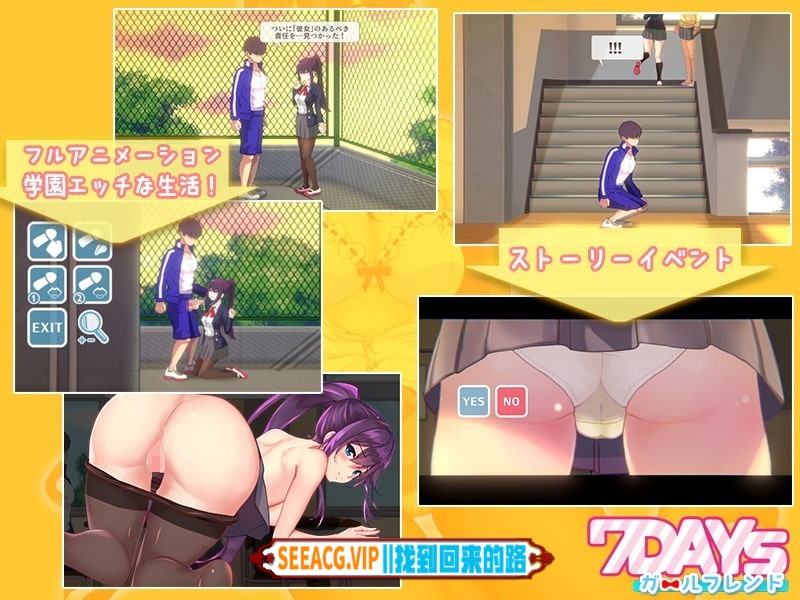 ついに「彼女」のあるべき
責任を…見つかった！
!!!
フルアニメーション
学園エッチな生活！
ストーリーイベント
1
2
EXIT
+-
YES
NO
SEEACG.VIP||找到回来的路
7DAYs
ガールフレンド